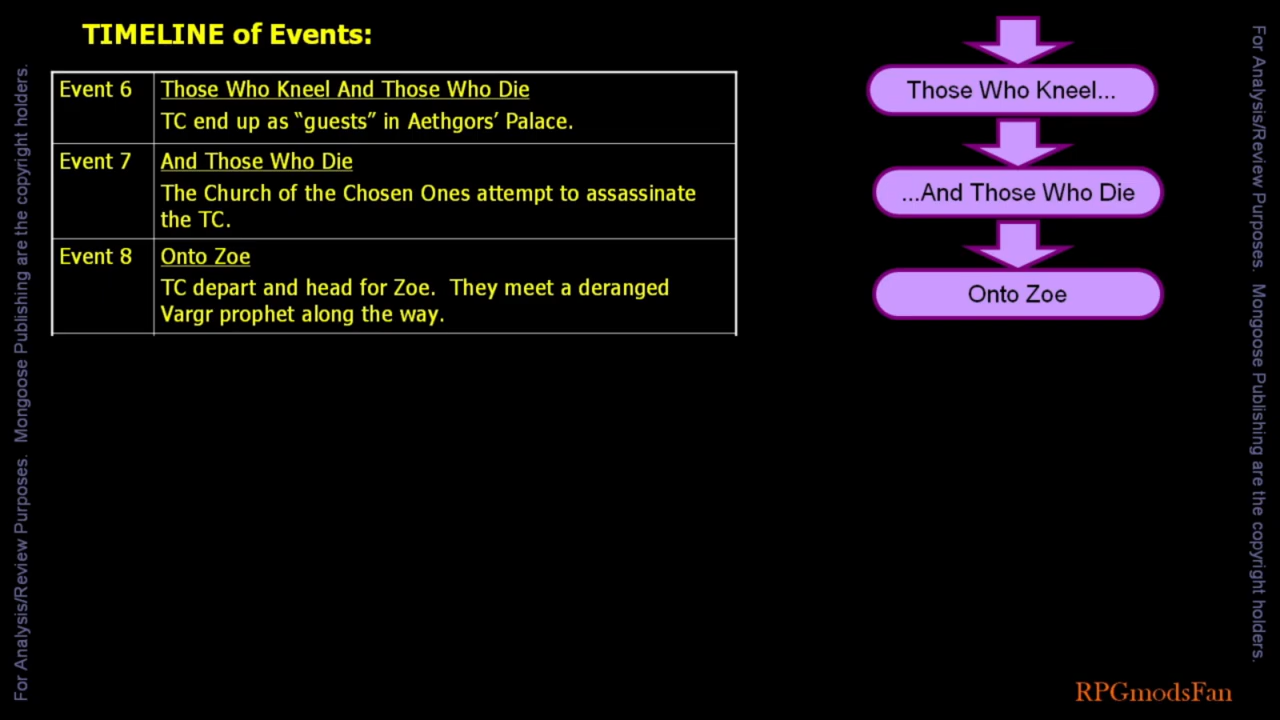 TIMELINE of Events:
Event 6
Those Who Kneel And Those Who Die
TC end up as “guests” in Aethgors’ Palace.
Event 7
And Those Who Die
The Church of the Chosen Ones attempt to assassinate
the TC.
Event 8
Onto Zoe
TC depart and head for Zoe.  They meet a deranged
Vargr prophet along the way.
Those Who Kneel...
...And Those Who Die
Onto Zoe
For Analysis/Review Purposes.  Mongoose Publishing are the copyright holders.
For Analysis/Review Purposes.  Mongoose Publishing are the copyright holders.
RPGmodsFan